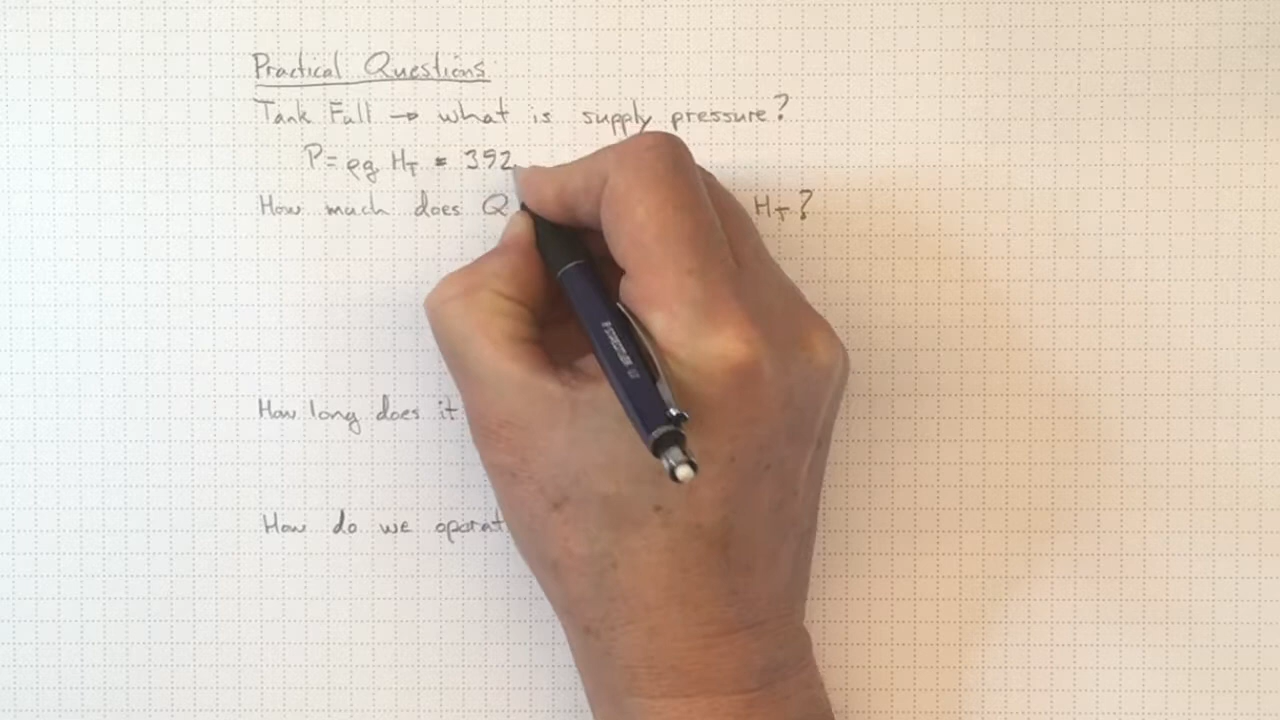 Practical Questions
Tank Full → what is supply pressure?
P = ρg H_T = 392
How much does Q H_T?
How long does it
How do we operat
STAEDTLER